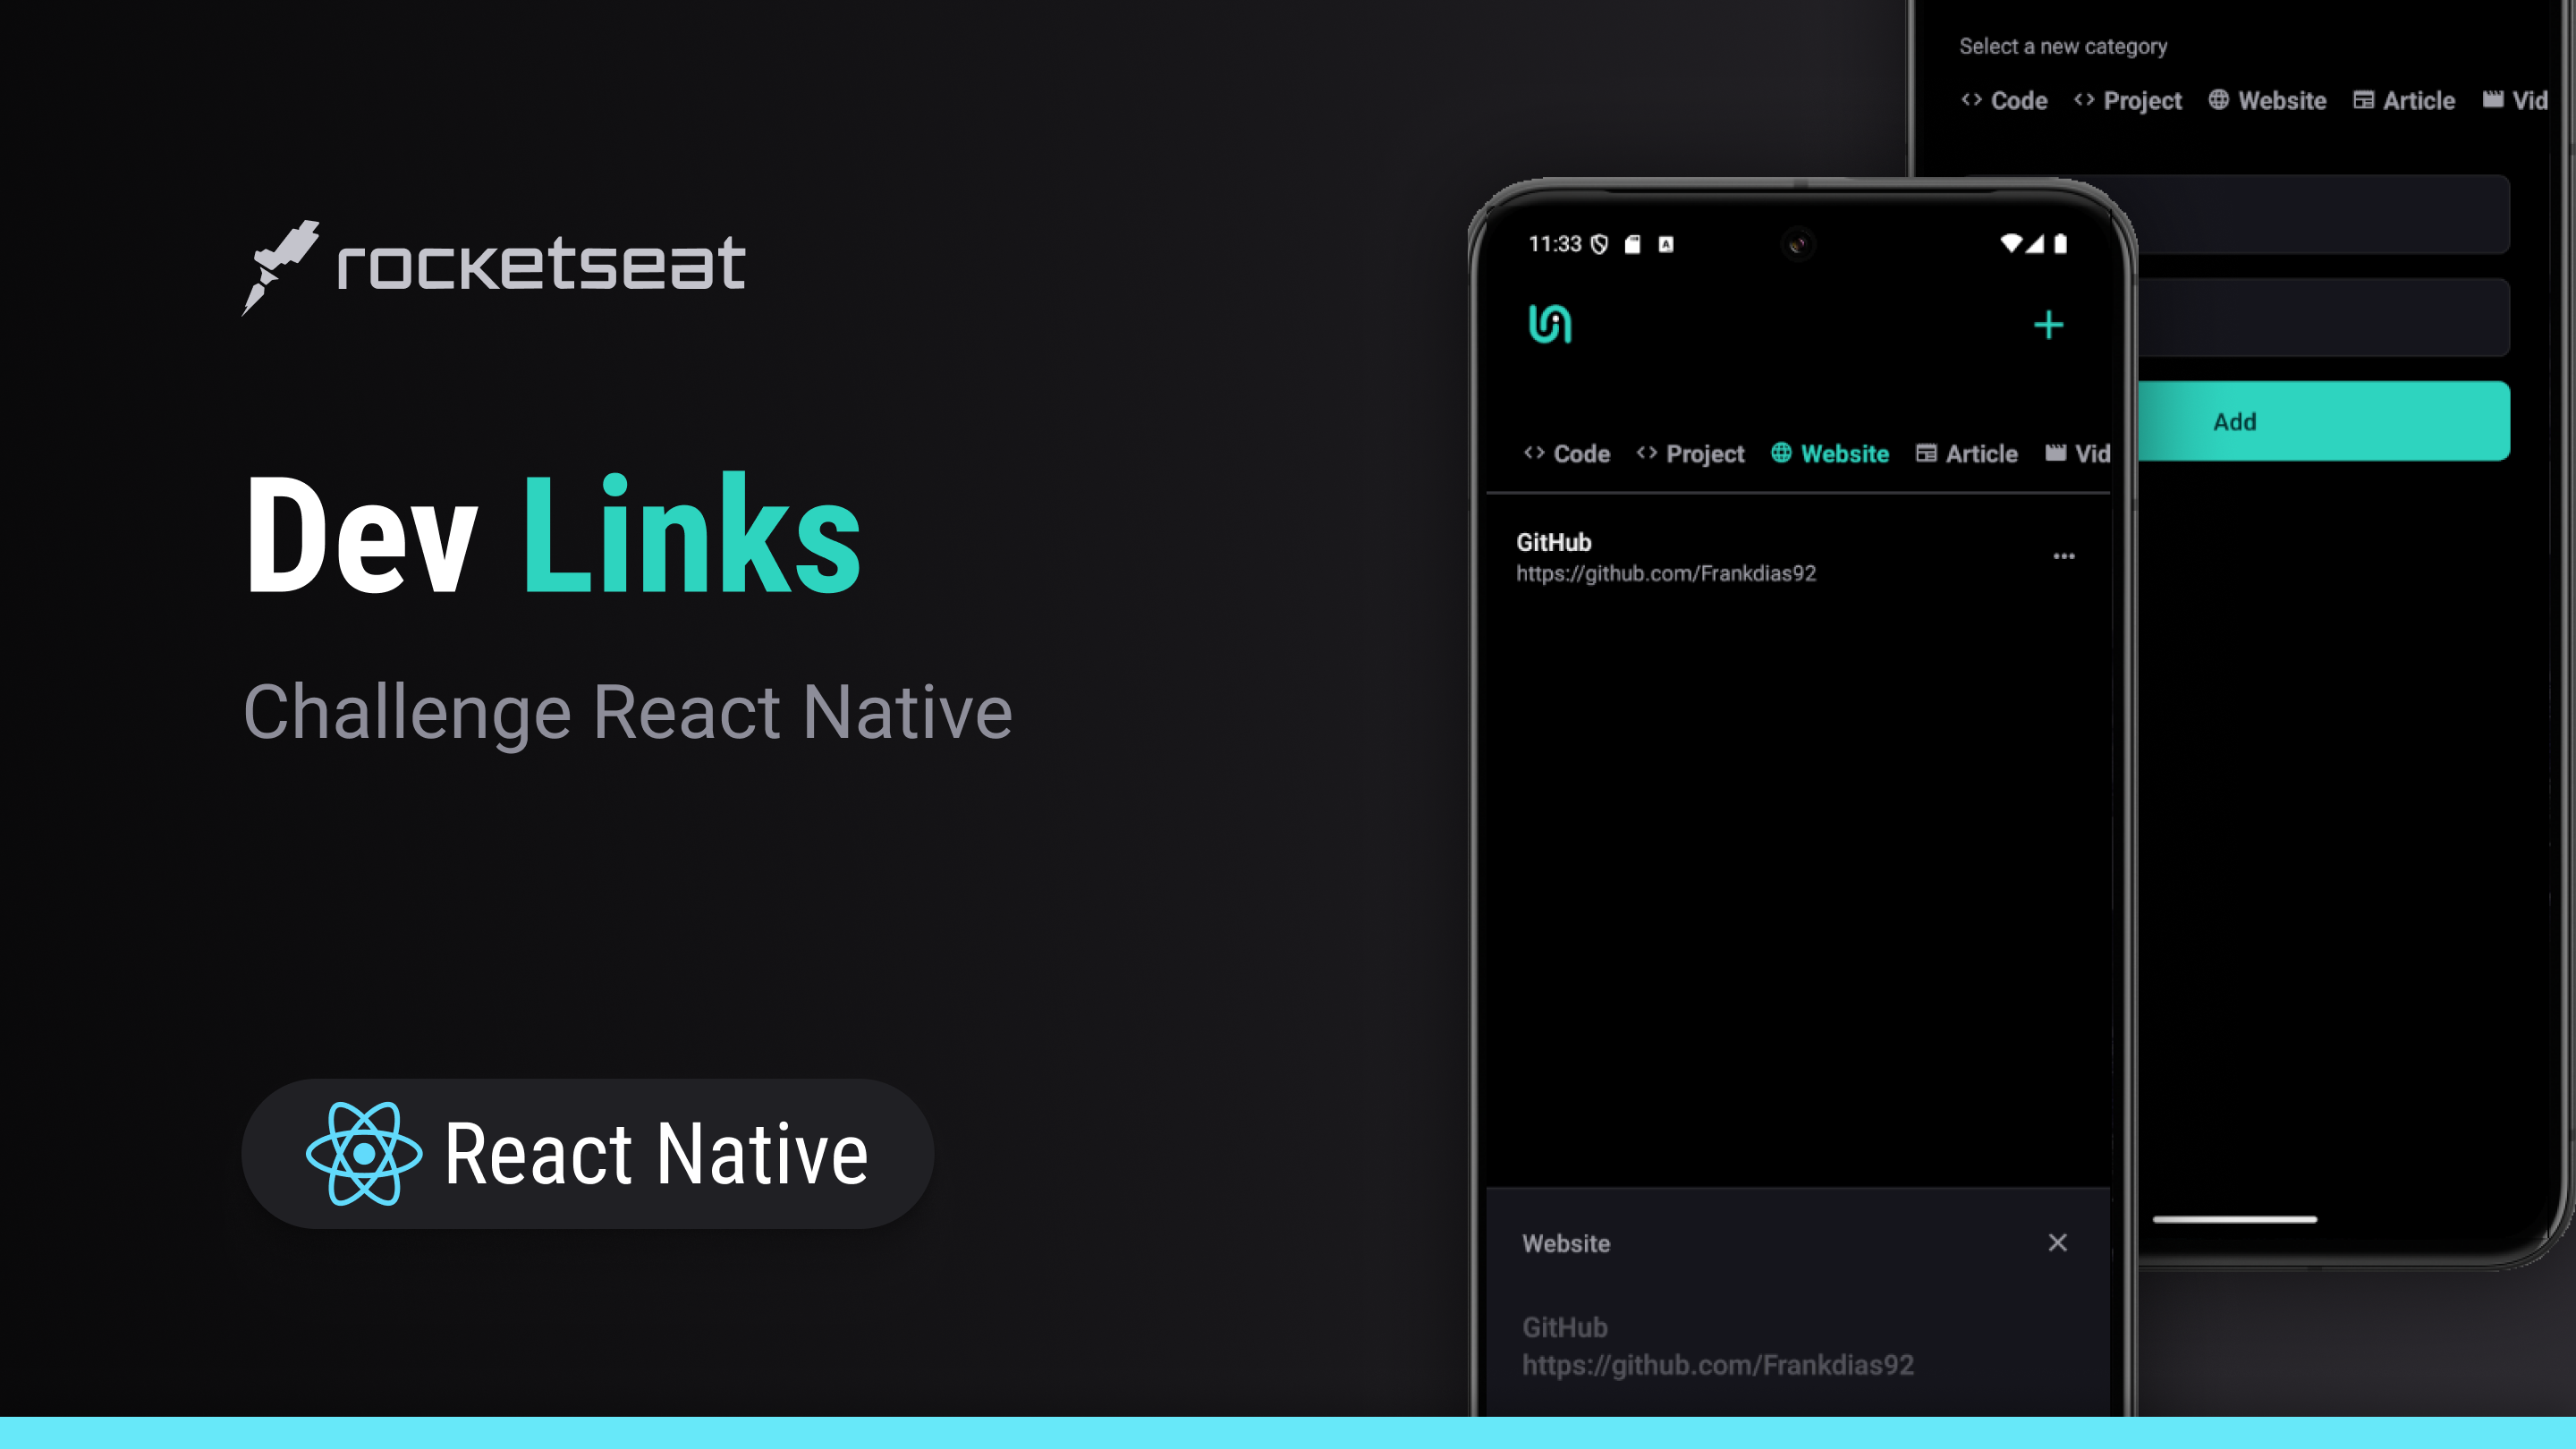 rocketseat
Dev Links
Challenge React Native
React Native
Select a new category
Code Project Website Article Vid
Add
11:33
Code Project Website Article Vid
GitHub
https://github.com/Frankdias92
Website
GitHub
https://github.com/Frankdias92